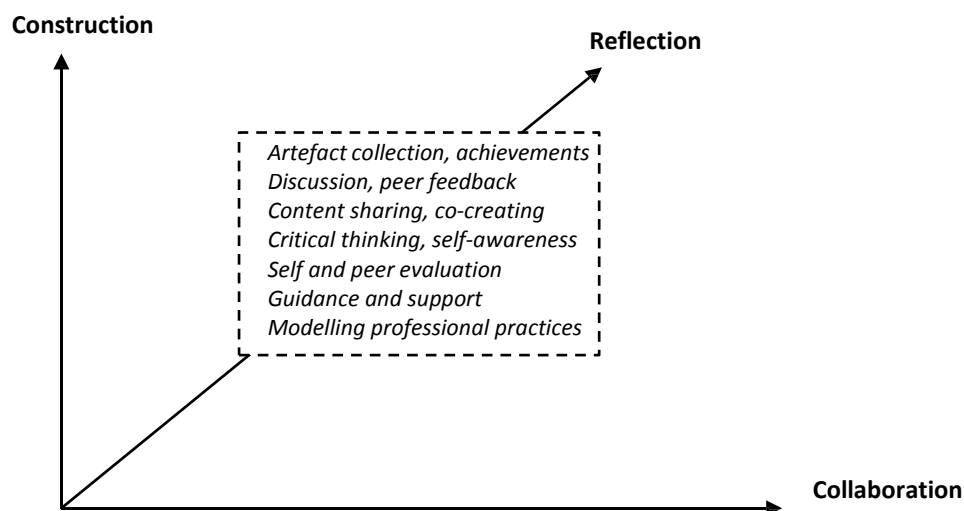 Construction
Reflection
Artefact collection, achievements
Discussion, peer feedback
Content sharing, co-creating
Critical thinking, self-awareness
Self and peer evaluation
Guidance and support
Modelling professional practices
Collaboration